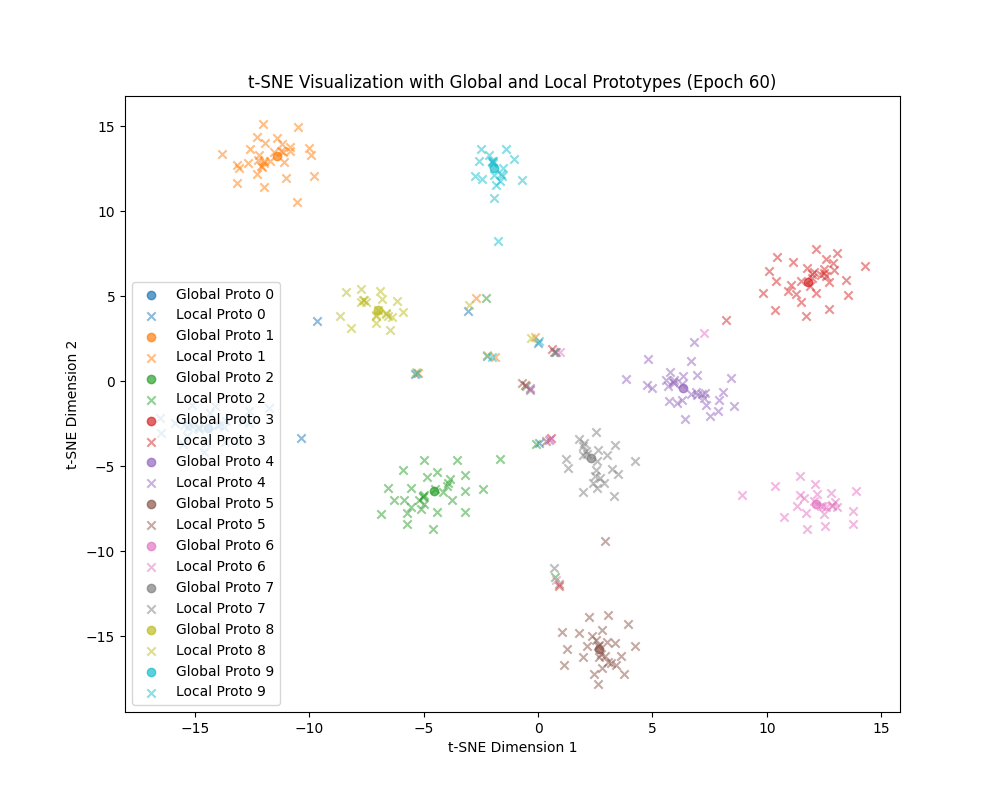 t-SNE Visualization with Global and Local Prototypes (Epoch 60)
15
10
5
0
−5
−10
−15
t-SNE Dimension 2
Global Proto 0
Local Proto 0
Global Proto 1
Local Proto 1
Global Proto 2
Local Proto 2
Global Proto 3
Local Proto 3
Global Proto 4
Local Proto 4
Global Proto 5
Local Proto 5
Global Proto 6
Local Proto 6
Global Proto 7
Local Proto 7
Global Proto 8
Local Proto 8
Global Proto 9
Local Proto 9
−15 −10 −5 0 5 10 15
t-SNE Dimension 1